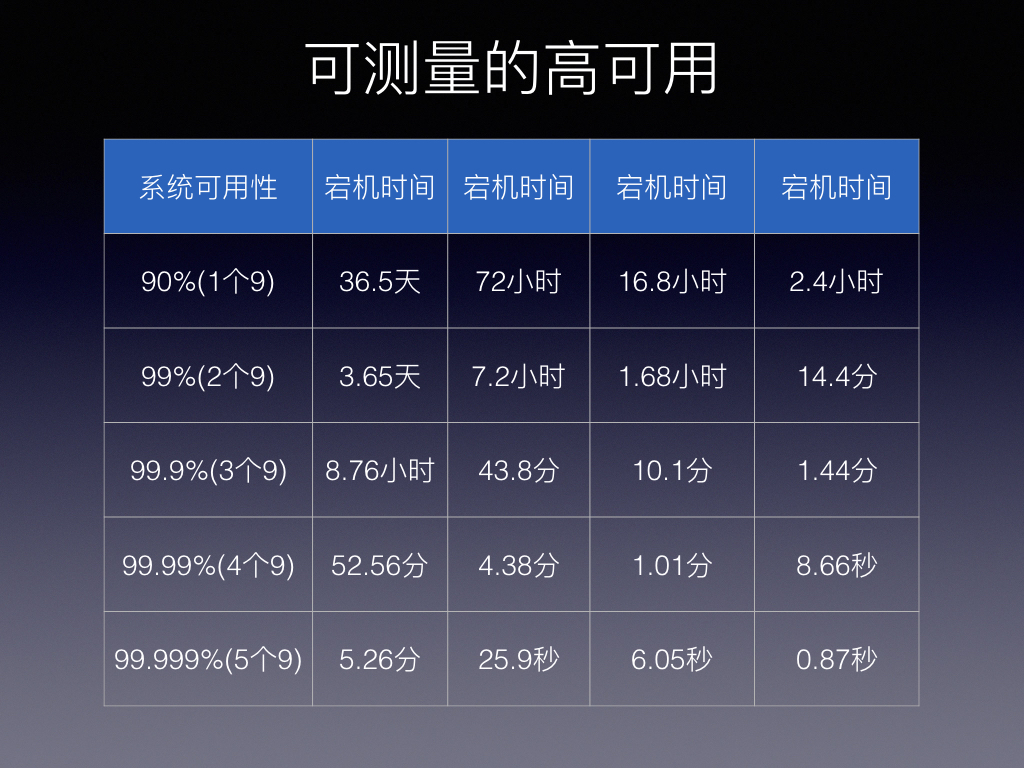 可测量的高可用
系统可用性 宕机时间 宕机时间 宕机时间 宕机时间
90%(1个9) 36.5天 72小时 16.8小时 2.4小时
99%(2个9) 3.65天 7.2小时 1.68小时 14.4分
99.9%(3个9) 8.76小时 43.8分 10.1分 1.44分
99.99%(4个9) 52.56分 4.38分 1.01分 8.66秒
99.999%(5个9) 5.26分 25.9秒 6.05秒 0.87秒